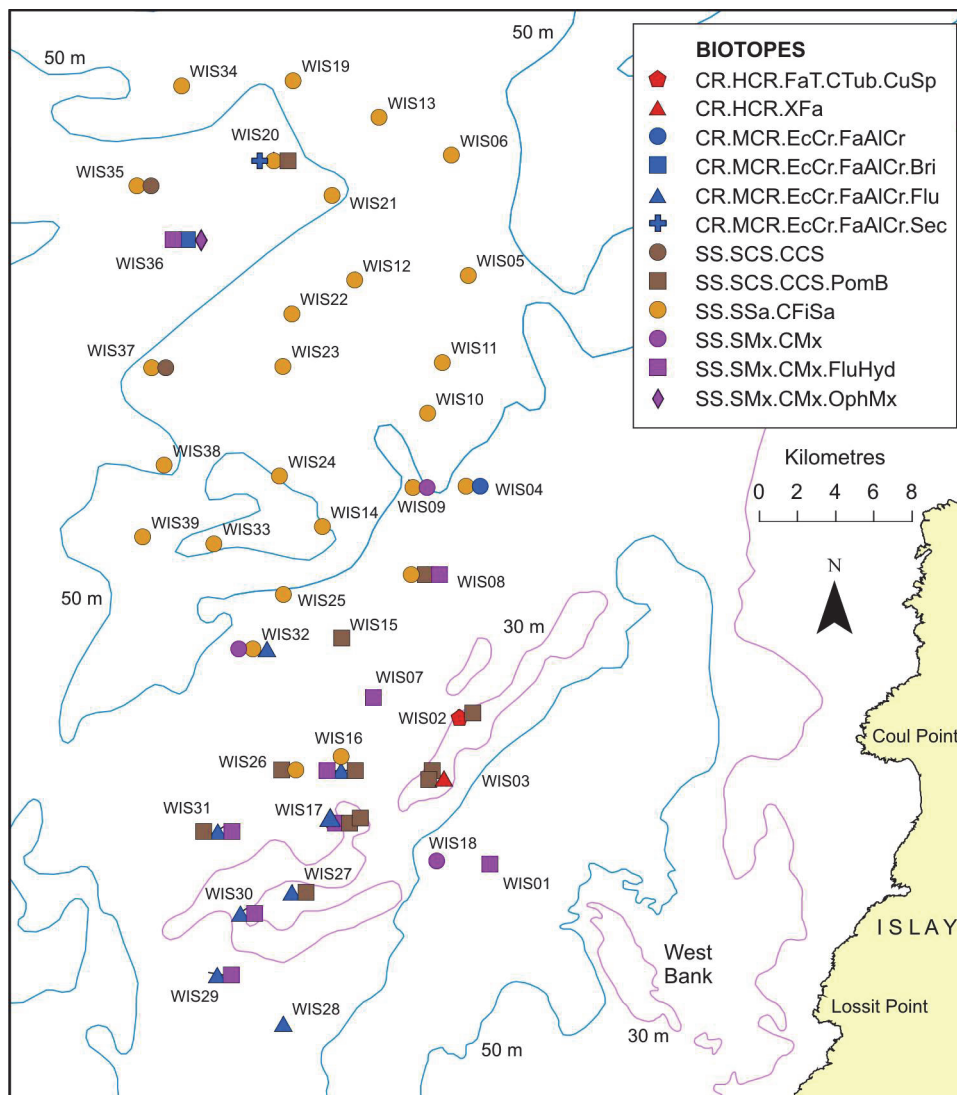 50 m
WIS34
WIS19
50 m
WIS13
WIS20
WIS06
WIS35
WIS21
WIS36
WIS12
WIS05
WIS22
WIS37
WIS23
WIS11
WIS10
WIS38
WIS24
WIS09
WIS04
WIS39
WIS33
WIS14
50 m
WIS25
WIS08
WIS32
WIS15
30 m
WIS07
WIS02
WIS16
WIS26
WIS03
WIS31
WIS17
WIS18
WIS01
WIS27
WIS30
WIS29
WIS28
50 m
West
Bank
30 m
BIOTOPES
CR.HCR.FaT.CTub.CuSp
CR.HCR.XFa
CR.MCR.EcCr.FaAlCr
CR.MCR.EcCr.FaAlCr.Bri
CR.MCR.EcCr.FaAlCr.Flu
CR.MCR.EcCr.FaAlCr.Sec
SS.SCS.CCS
SS.SCS.CCS.PomB
SS.SSa.CFiSa
SS.SMx.CMx
SS.SMx.CMx.FluHyd
SS.SMx.CMx.OphMx
Kilometres
0 2 4 6 8
N
Coul Point
ISLAY
Lossit Point